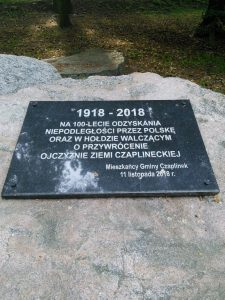 1918 - 2018
NA 100-LECIE ODZYSKANIA
NIEPODLEGŁOŚCI PRZEZ POLSKĘ
ORAZ W HOŁDZIE WALCZĄCYM
O PRZYWRÓCENIE
OJCZYŹNIE ZIEMI CZAPLINECKIEJ
Mieszkańcy Gminy Czaplinek
11 listopada 2018 r.